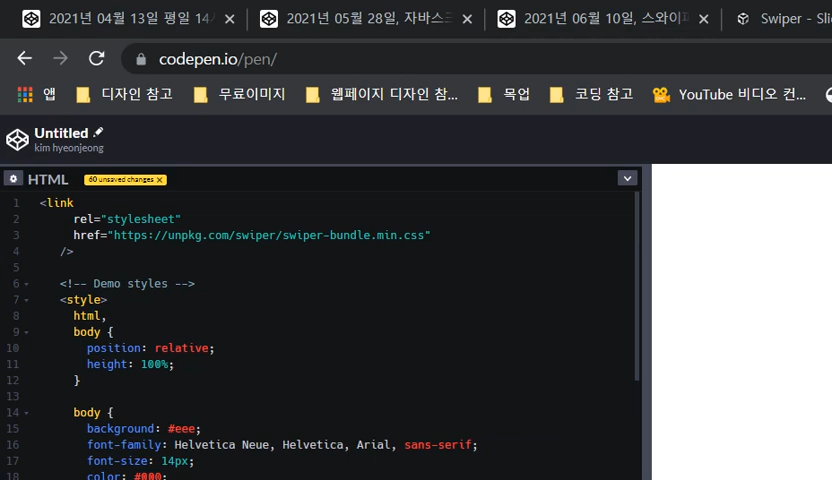 2021년 04월 13일 평일 14시
2021년 05월 28일, 자바스크
2021년 06월 10일, 스와이퍼
Swiper - Sli
codepen.io/pen/
앱 디자인 참고 무료이미지 웹페이지 디자인 참... 목업 코딩 참고 YouTube 비디오 컨...
Untitled
kim hyeonjeong
HTML 60 unsaved changes X
1 <link
2 rel="stylesheet"
3 href="https://unpkg.com/swiper/swiper-bundle.min.css"
4 />
5
6 <!-- Demo styles -->
7 <style>
8 html,
9 body {
10 position: relative;
11 height: 100%;
12 }
13
14 body {
15 background: #eee;
16 font-family: Helvetica Neue, Helvetica, Arial, sans-serif;
17 font-size: 14px;
18 color: #000;